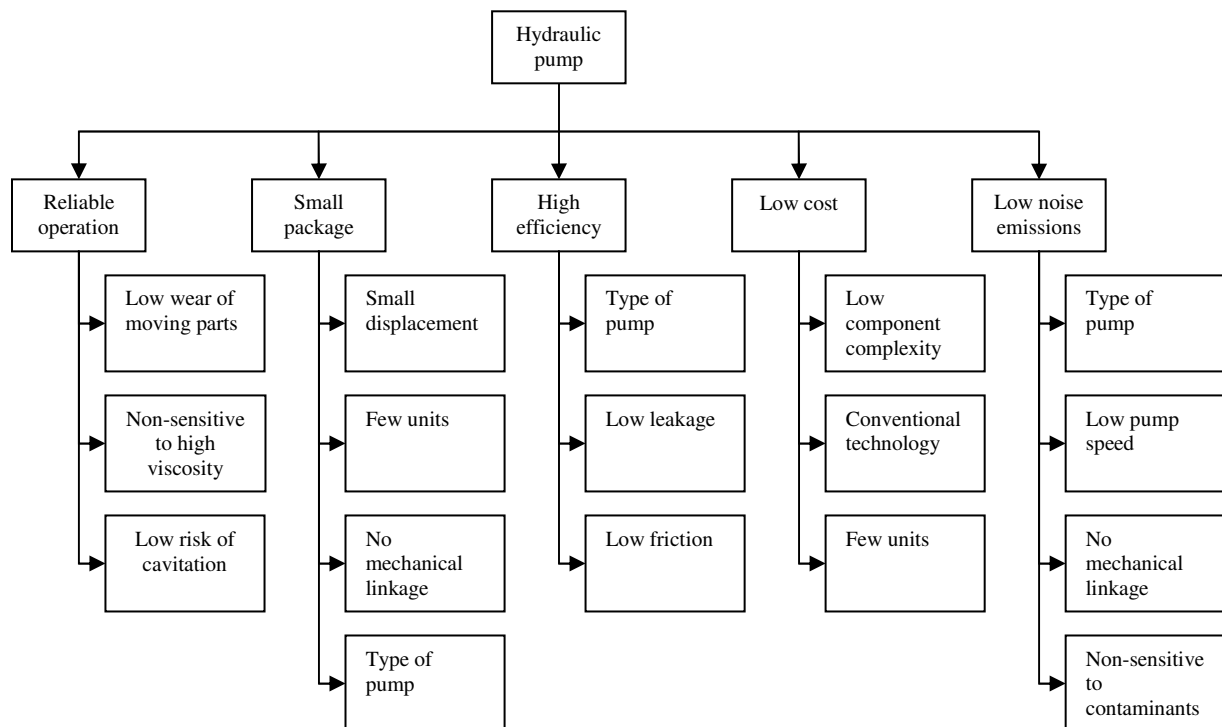 Hydraulic
pump
Reliable
operation
Low wear of
moving parts
Non-sensitive
to high
viscosity
Low risk of
cavitation
Small
package
Small
displacement
Few units
No
mechanical
linkage
Type of
pump
High
efficiency
Type of
pump
Low leakage
Low friction
Low cost
Low
component
complexity
Conventional
technology
Few units
Low noise
emissions
Type of
pump
Low pump
speed
No
mechanical
linkage
Non-sensitive
to
contaminants